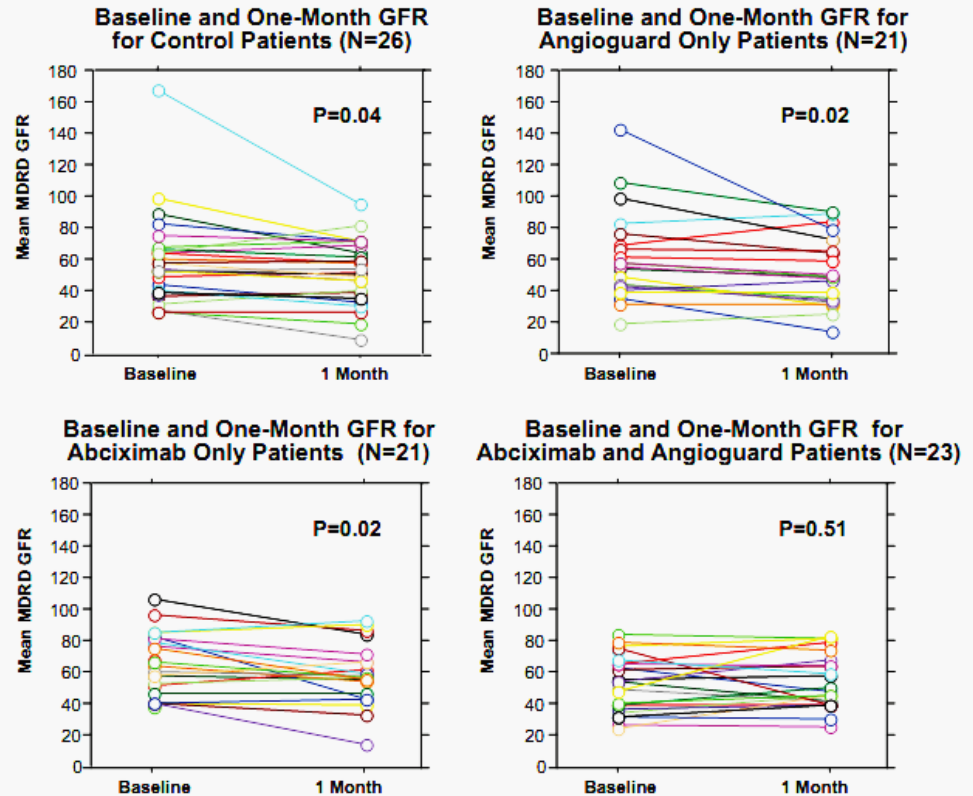 Baseline and One-Month GFR
for Control Patients (N=26)
180
160
140
120
100
80
60
40
20
0
Mean MDRD GFR
P=0.04
Baseline
1 Month
Baseline and One-Month GFR for
Angioguard Only Patients (N=21)
180
160
140
120
100
80
60
40
20
0
Mean MDRD GFR
P=0.02
Baseline
1 Month
Baseline and One-Month GFR for
Abciximab Only Patients (N=21)
180
160
140
120
100
80
60
40
20
0
Mean MDRD GFR
P=0.02
Baseline
1 Month
Baseline and One-Month GFR for
Abciximab and Angioguard Patients (N=23)
180
160
140
120
100
80
60
40
20
0
Mean MDRD GFR
P=0.51
Baseline
1 Month